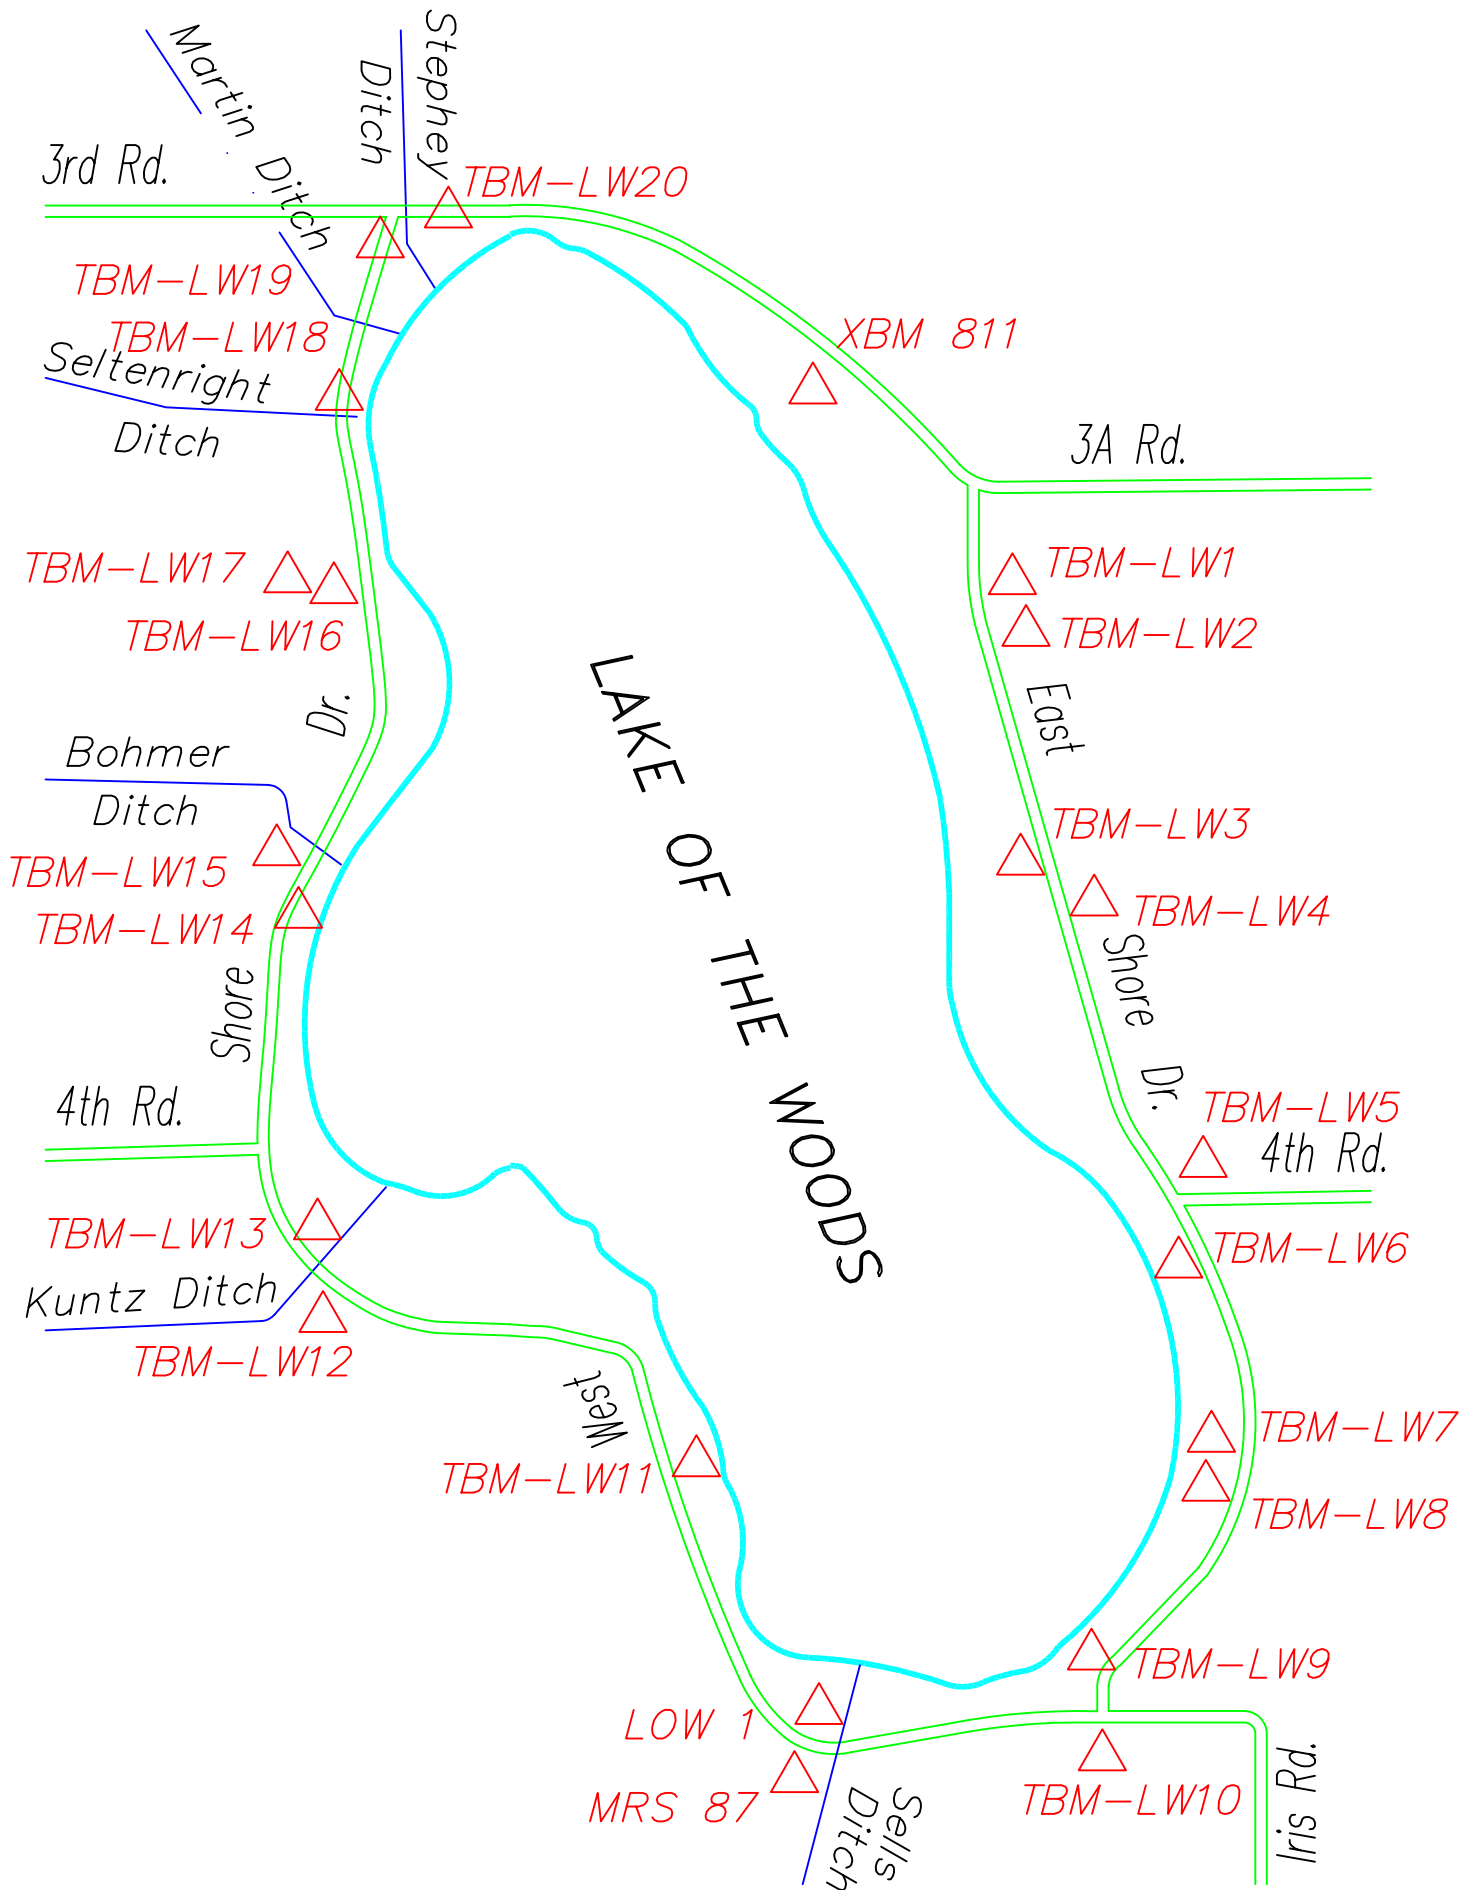 Martin Ditch
Stephey
Ditch
3rd Rd.
TBM-LW20
TBM-LW19
TBM-LW18
XBM 811
Seltenright
Ditch
3A Rd.
TBM-LW17
TBM-LW16
TBM-LW1
TBM-LW2
LAKE OF THE WOODS
East Shore Dr.
Bohmer
Ditch
TBM-LW15
TBM-LW14
TBM-LW3
TBM-LW4
4th Rd.
TBM-LW5
4th Rd.
TBM-LW13
TBM-LW6
Kuntz Ditch
TBM-LW12
West Shore Dr.
TBM-LW11
TBM-LW7
TBM-LW8
TBM-LW9
LOW 1
MRS 87
TBM-LW10
Sells
Ditch
Iris Rd.